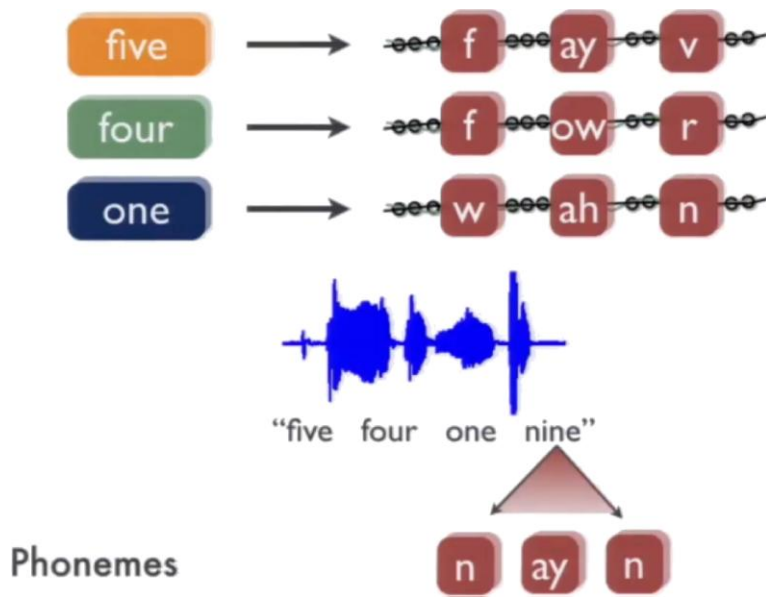 five f ay v
four f ow r
one w ah n
“five four one nine”
Phonemes n ay n